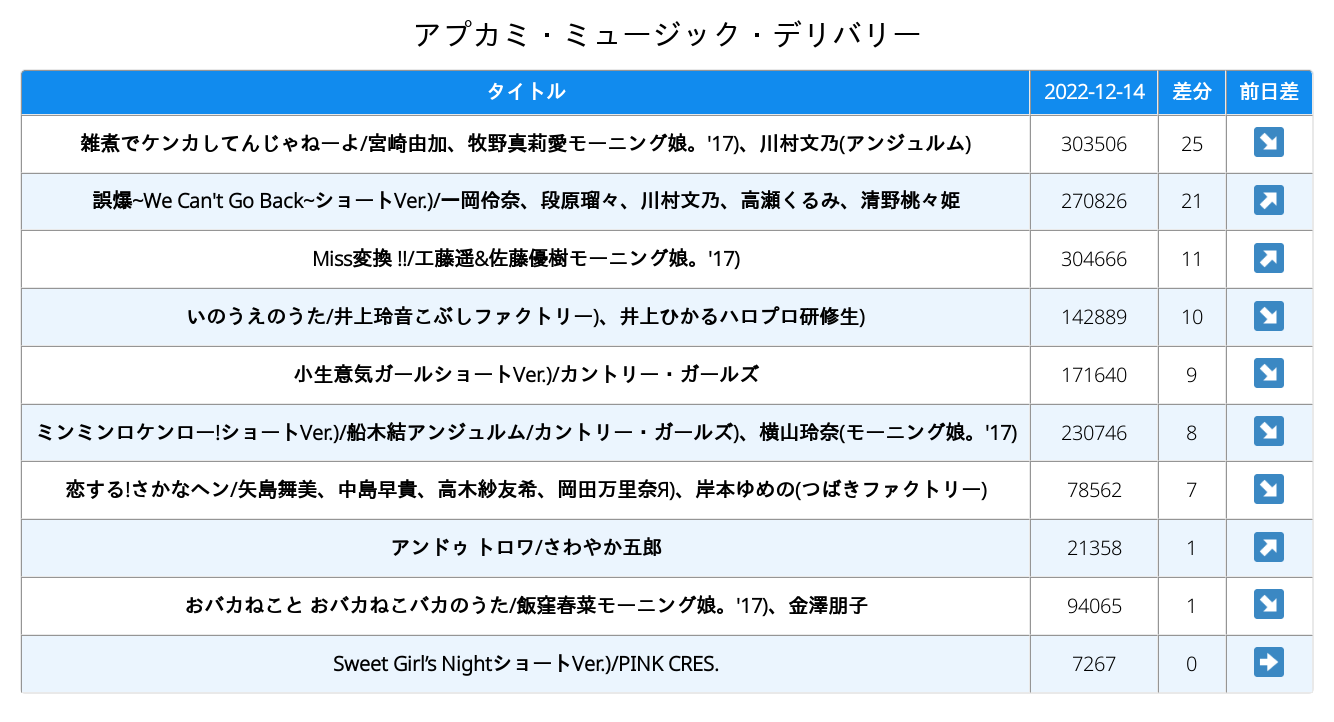 アプカミ・ミュージック・デリバリー
タイトル 2022-12-14 差分 前日差
雑煮でケンカしてんじゃねーよ/宮崎由加、牧野真莉愛モーニング娘。'17)、川村文乃(アンジュルム) 303506 25 ↘
誤爆~We Can't Go Back~ショートVer.)/一岡伶奈、段原瑠々、川村文乃、高瀬くるみ、清野桃々姫 270826 21 ↗
Miss変換 !!/工藤遥&佐藤優樹モーニング娘。'17) 304666 11 ↗
いのうえのうた/井上玲音こぶしファクトリー)、井上ひかるハロプロ研修生) 142889 10 ↘
小生意気ガールショートVer.)/カントリー・ガールズ 171640 9 ↘
ミンミンロケンロー!ショートVer.)/船木結アンジュルム/カントリー・ガールズ)、横山玲奈(モーニング娘。'17) 230746 8 ↘
恋する!さかなヘン/矢島舞美、中島早貴、高木紗友希、岡田万里奈Я)、岸本ゆめの(つばきファクトリー) 78562 7 ↘
アンドゥ トロワ/さわやか五郎 21358 1 ↗
おバカねこと おバカねこバカのうた/飯窪春菜モーニング娘。'17)、金澤朋子 94065 1 ↘
Sweet Girl’s NightショートVer.)/PINK CRES. 7267 0 ➡